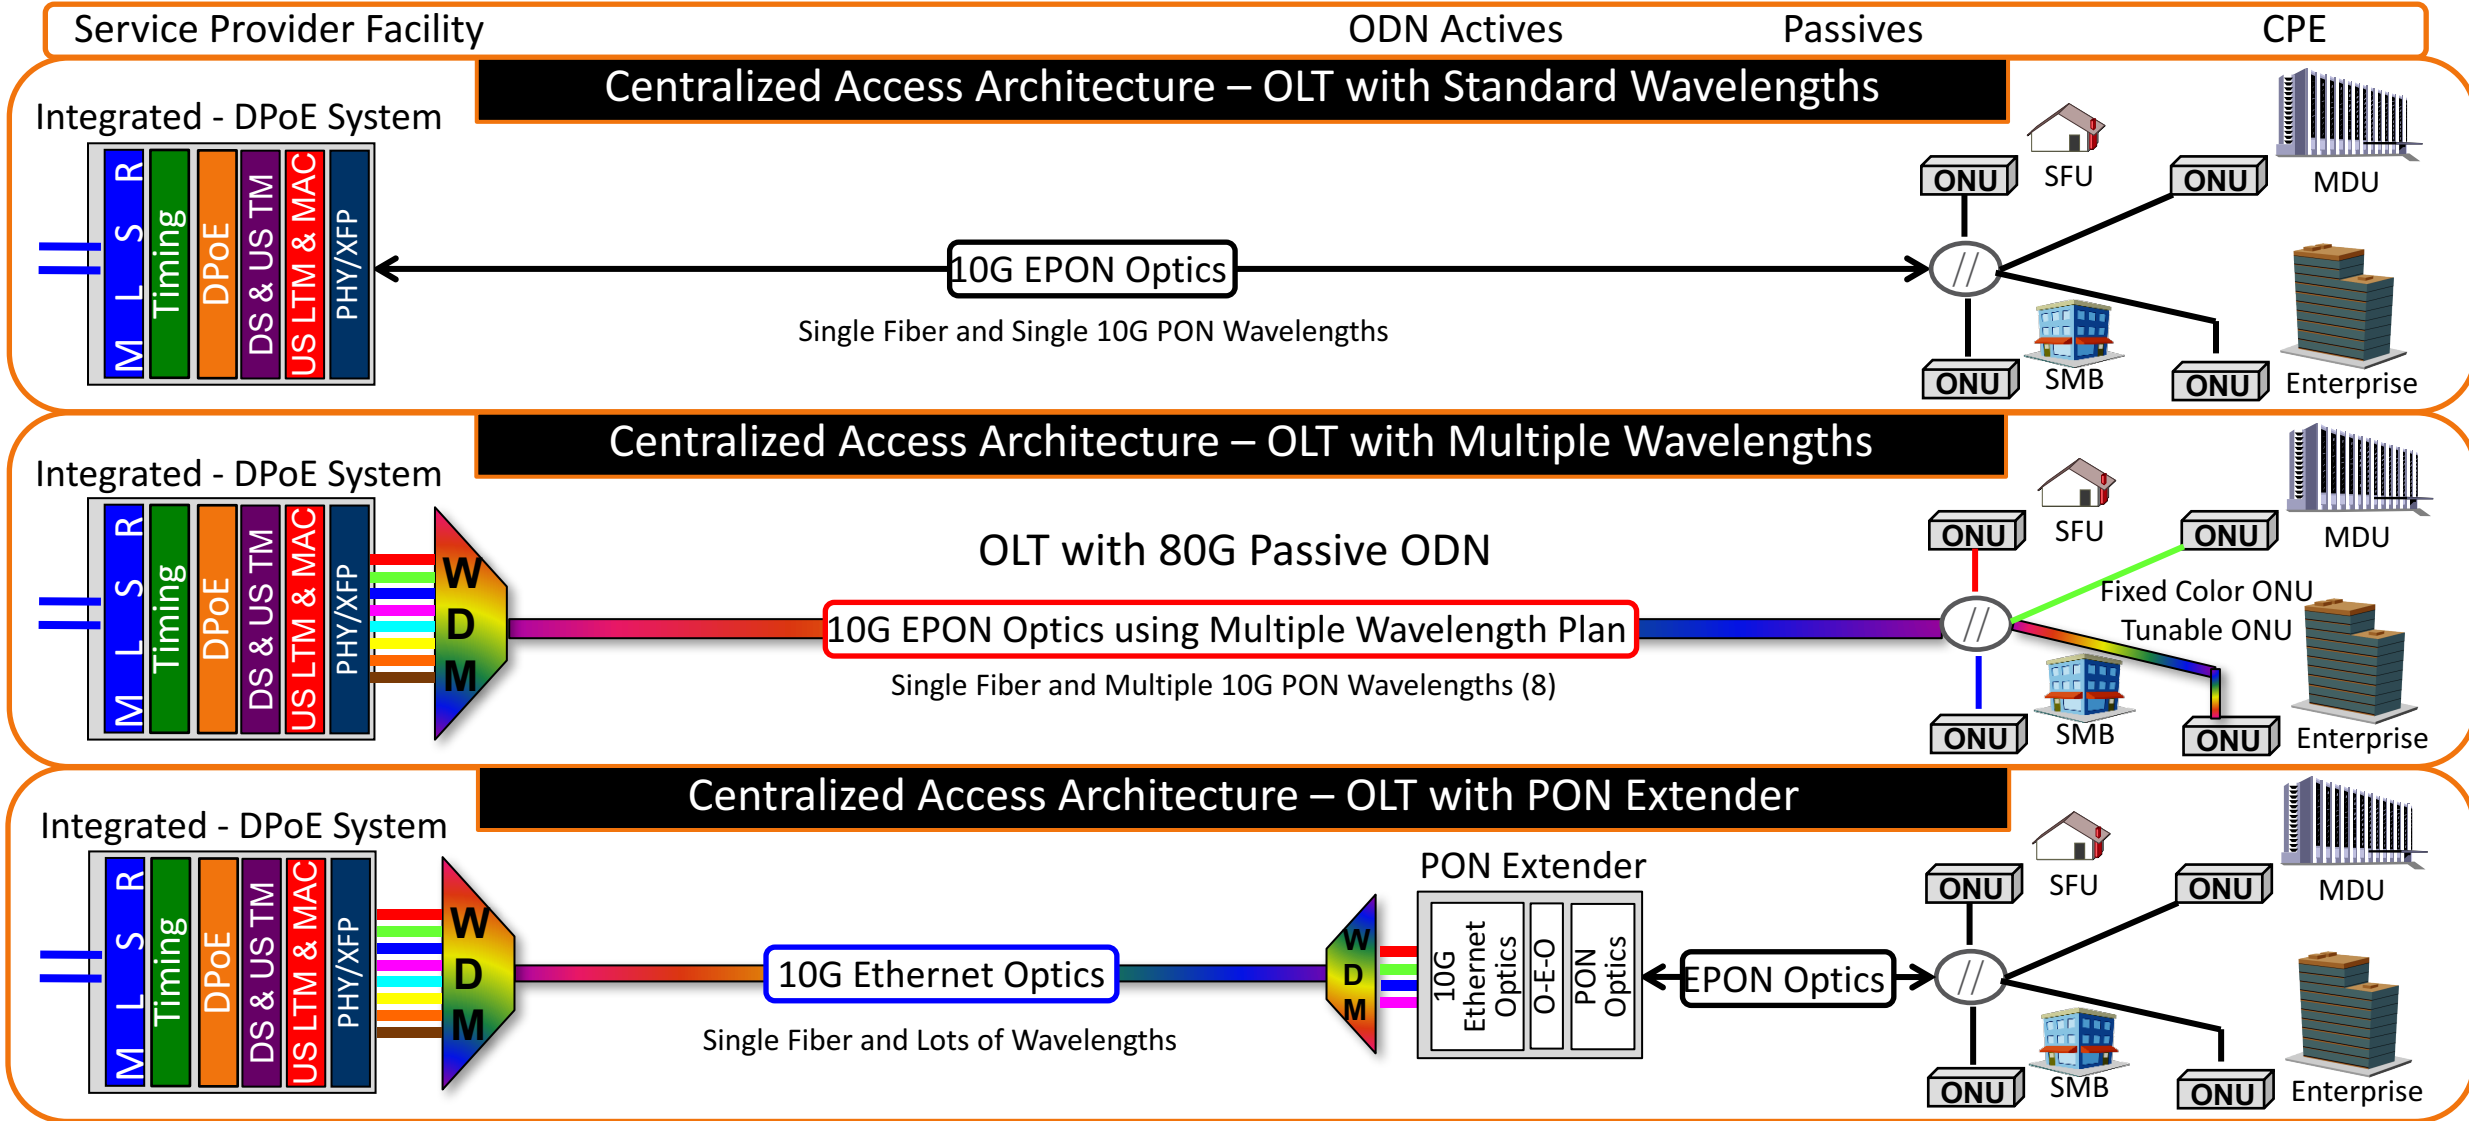 Service Provider Facility
ODN Actives
Passives
CPE
Centralized Access Architecture – OLT with Standard Wavelengths
Integrated - DPoE System
M L S R
Timing
DPoE
DS & US TM
US LTM & MAC
PHY/XFP
10G EPON Optics
Single Fiber and Single 10G PON Wavelengths
//
ONU
SFU
ONU
MDU
ONU
SMB
ONU
Enterprise
Centralized Access Architecture – OLT with Multiple Wavelengths
Integrated - DPoE System
M L S R
Timing
DPoE
DS & US TM
US LTM & MAC
PHY/XFP
W
D
M
OLT with 80G Passive ODN
10G EPON Optics using Multiple Wavelength Plan
Single Fiber and Multiple 10G PON Wavelengths (8)
//
ONU
SFU
ONU
MDU
Fixed Color ONU
Tunable ONU
ONU
SMB
ONU
Enterprise
Centralized Access Architecture – OLT with PON Extender
Integrated - DPoE System
M L S R
Timing
DPoE
DS & US TM
US LTM & MAC
PHY/XFP
W
D
M
10G Ethernet Optics
Single Fiber and Lots of Wavelengths
W
D
M
PON Extender
10G
Ethernet
Optics
O-E-O
PON
Optics
EPON Optics
//
ONU
SFU
ONU
MDU
ONU
SMB
ONU
Enterprise